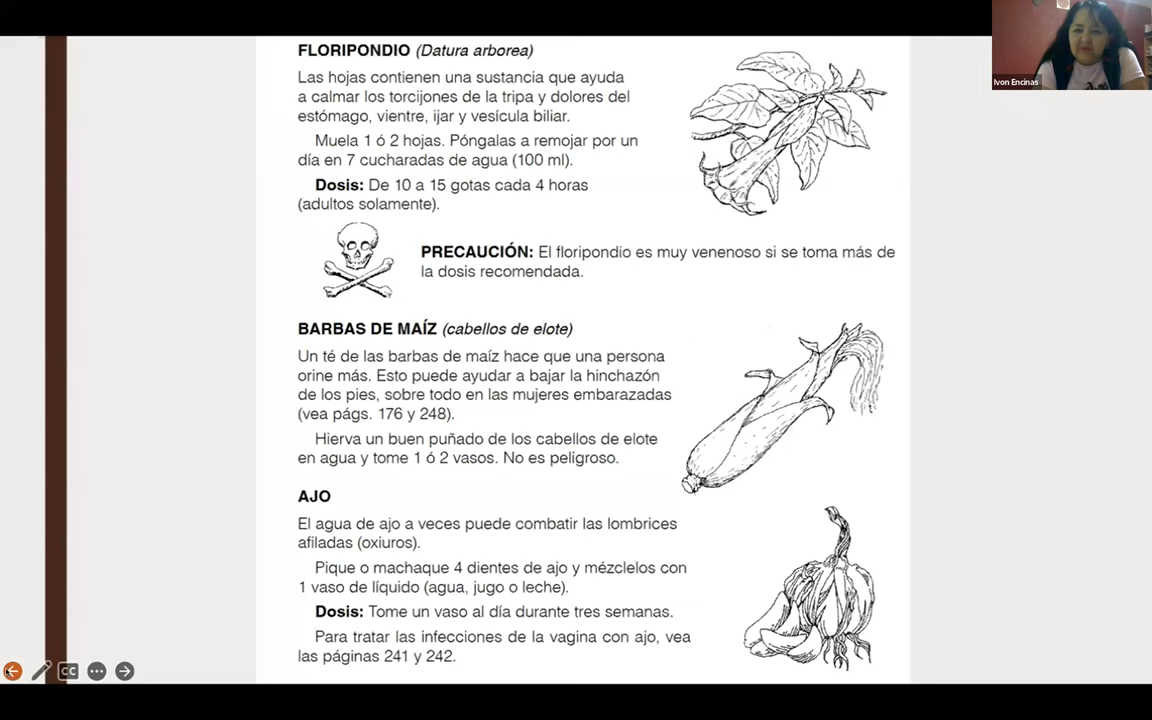 FLORIPONDIO (Datura arborea)
Las hojas contienen una sustancia que ayuda
a calmar los torcijones de la tripa y dolores del
estómago, vientre, ijar y vesícula biliar.
Muela 1 ó 2 hojas. Póngalas a remojar por un
día en 7 cucharadas de agua (100 ml).
Dosis: De 10 a 15 gotas cada 4 horas
(adultos solamente).
PRECAUCIÓN: El floripondio es muy venenoso si se toma más de
la dosis recomendada.
BARBAS DE MAÍZ (cabellos de elote)
Un té de las barbas de maíz hace que una persona
orine más. Esto puede ayudar a bajar la hinchazón
de los pies, sobre todo en las mujeres embarazadas
(vea págs. 176 y 248).
Hierva un buen puñado de los cabellos de elote
en agua y tome 1 ó 2 vasos. No es peligroso.
AJO
El agua de ajo a veces puede combatir las lombrices
afiladas (oxiuros).
Pique o machaque 4 dientes de ajo y mézclelos con
1 vaso de líquido (agua, jugo o leche).
Dosis: Tome un vaso al día durante tres semanas.
Para tratar las infecciones de la vagina con ajo, vea
las páginas 241 y 242.
Ivon Encinas
CC